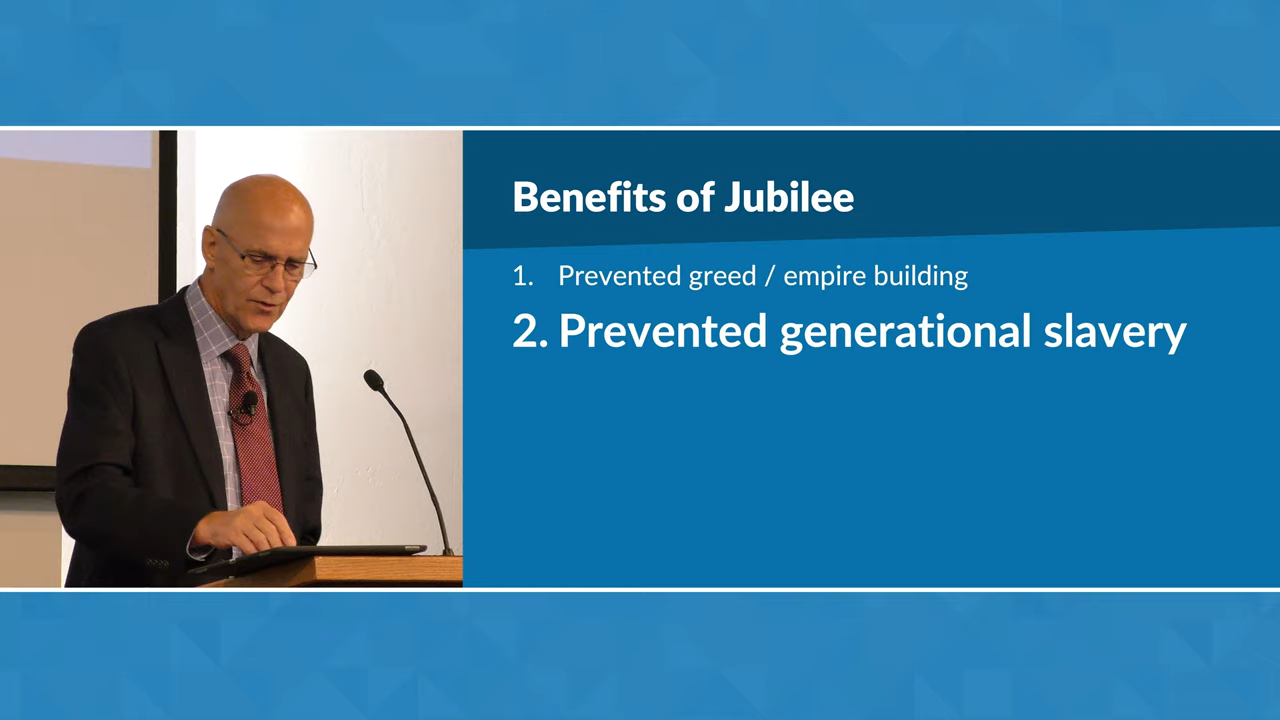 Benefits of Jubilee
1. Prevented greed / empire building
2. Prevented generational slavery